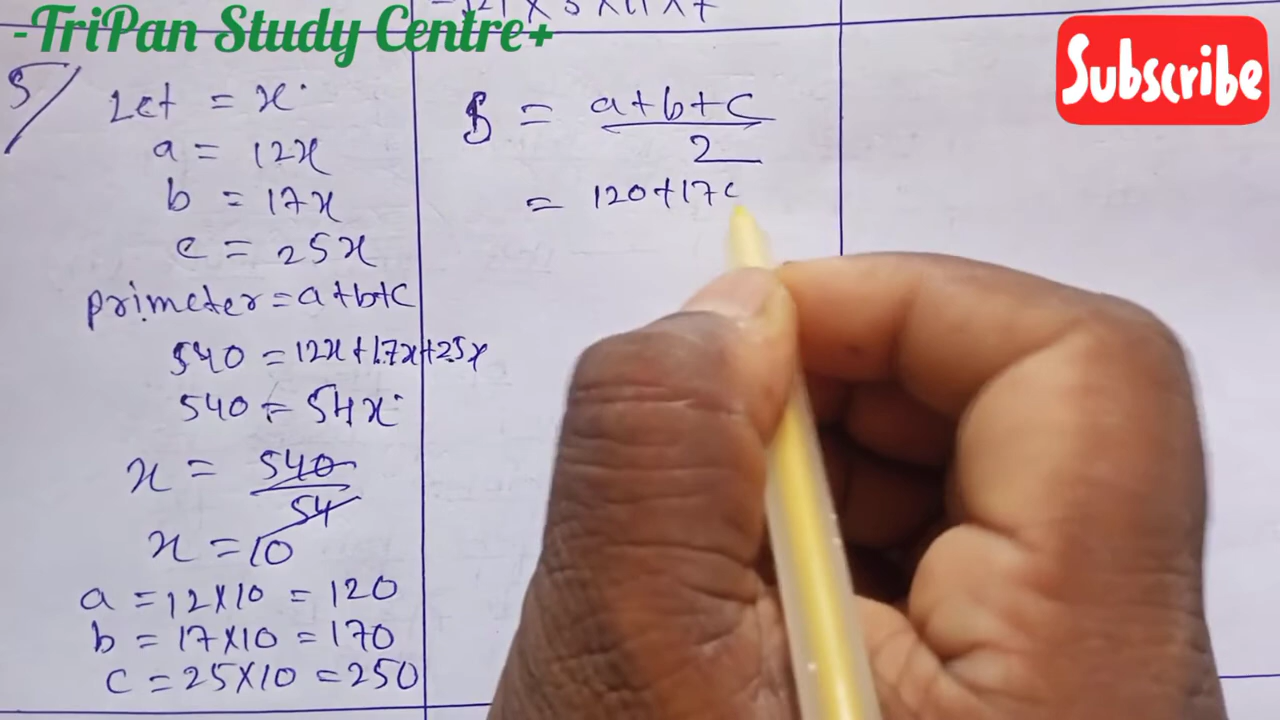 -TriPan Study Centre+
Subscribe
5/
Let = x
a = 12x
b = 17x
c = 25x
primeter = a+b+c
540 = 12x+17x+25x
540 = 54x
x = 540/54
x = 10
a = 12×10 = 120
b = 17×10 = 170
c = 25×10 = 250
S = a+b+c
2
= 120+17